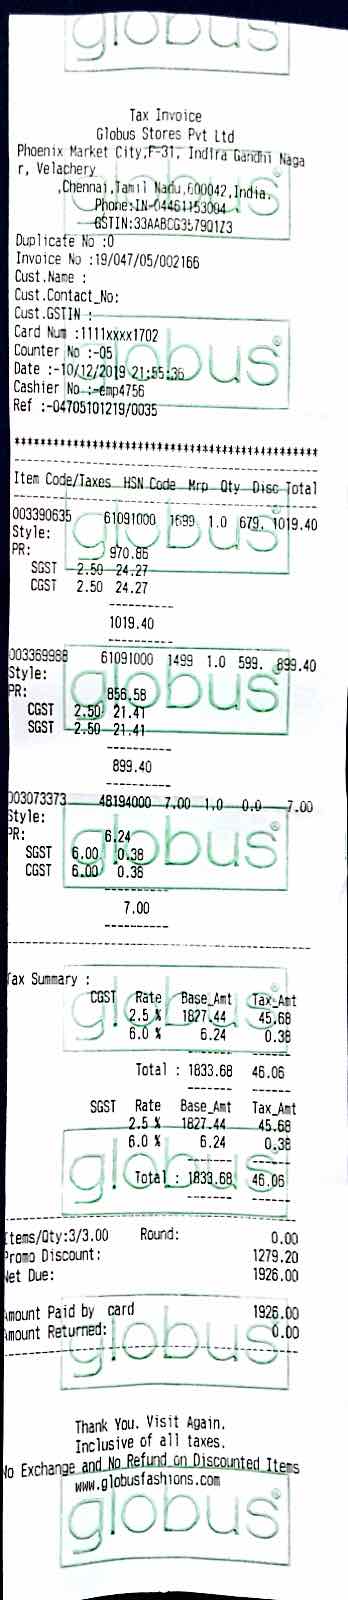 globus
Tax Invoice
Globus Stores Pvt Ltd
Phoenix Market City,F-31, Indira Gandhi Naga
r, Velachery
,Chennai,Tamil Nadu,600042,India,
Phone:IN-04461153004
GSTIN:33AABCG3579Q1Z3
Duplicate No :0
Invoice No :19/047/05/002166
Cust.Name :
Cust.Contact_No:
Cust.GSTIN :
Card Num :1111xxxx1702
globus®
Counter No :-05
Date :-10/12/2019 21:55:36
Cashier No :-emp4756
Ref :-04705101219/0035
******************************************
Item Code/Taxes HSN Code Mrp Qty Disc Total
003390635 61091000 1699 1.0 679. 1019.40
globus®
Style:
PR: 970.86
SGST 2.50 24.27
CGST 2.50 24.27
1019.40
003369988 61091000 1499 1.0 599. 899.40
globus®
Style:
PR: 856.58
CGST 2.50 21.41
SGST 2.50 21.41
899.40
003073373 48194000 7.00 1.0 0.0 7.00
globus®
Style:
PR: 6.24
SGST 6.00 0.38
CGST 6.00 0.38
7.00
Tax Summary :
globus®
CGST Rate Base_Amt Tax_Amt
2.5 % 1827.44 45.68
6.0 % 6.24 0.38
Total : 1833.68 46.06
SGST Rate Base_Amt Tax_Amt
2.5 % 1827.44 45.68
6.0 % 6.24 0.38
globus®
Total : 1833.68 46.06
Items/Qty:3/3.00 Round: 0.00
Promo Discount: 1279.20
Net Due: 1926.00
Amount Paid by card 1926.00
Amount Returned: 0.00
globus®
Thank You. Visit Again.
Inclusive of all taxes.
No Exchange and No Refund on Discounted Items
www.globusfashions.com
globus®